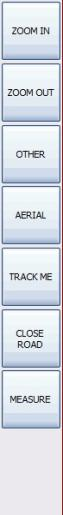 ZOOM IN
ZOOM OUT
OTHER
AERIAL
TRACK ME
CLOSE
ROAD
MEASURE